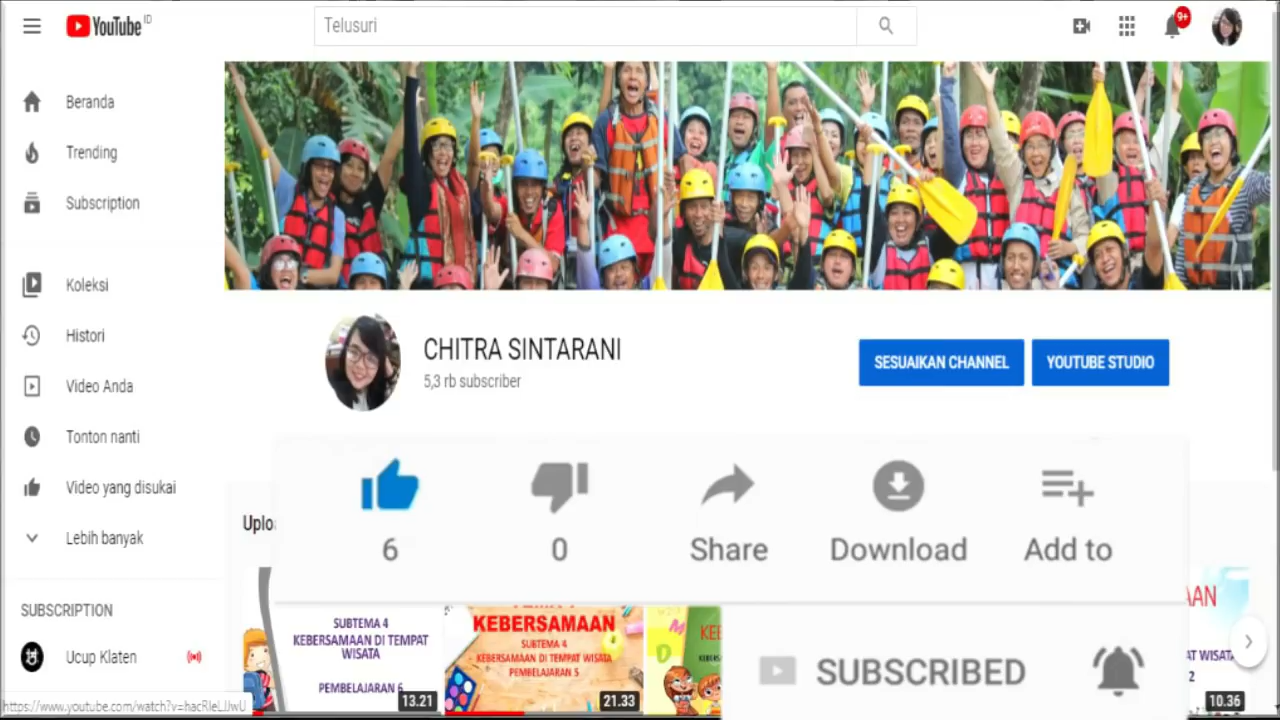 YouTube ID
Telusuri
9+
Beranda
Trending
Subscription
Koleksi
Histori
Video Anda
Tonton nanti
Video yang disukai
Lebih banyak
SUBSCRIPTION
Ucup Klaten
CHITRA SINTARANI
5,3 rb subscriber
SESUAIKAN CHANNEL
YOUTUBE STUDIO
6
0
Share
Download
Add to
SUBTEMA 4
KEBERSAMAAN DI TEMPAT
WISATA
PEMBELAJARAN 6
13.21
KEBERSAMAAN
SUBTEMA 4
KEBERSAMAAN DI TEMPAT WISATA
PEMBELAJARAN 5
21.33
SUBSCRIBED
2
10.36